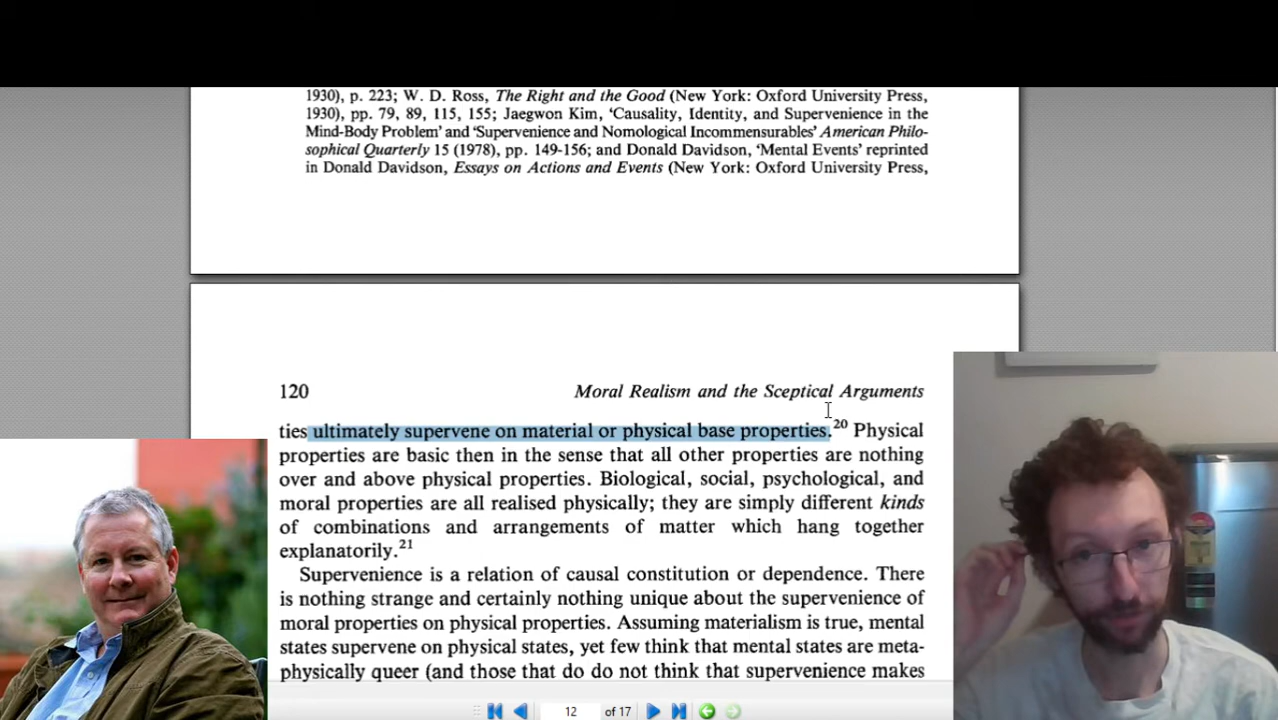 1930), p. 223; W. D. Ross, The Right and the Good (New York: Oxford University Press,
1930), pp. 79, 89, 115, 155; Jaegwon Kim, ‘Causality, Identity, and Supervenience in the
Mind-Body Problem’ and ‘Supervenience and Nomological Incommensurables’ American Philo-
sophical Quarterly 15 (1978), pp. 149-156; and Donald Davidson, ‘Mental Events’ reprinted
in Donald Davidson, Essays on Actions and Events (New York: Oxford University Press,
120 Moral Realism and the Sceptical Arguments
ties ultimately supervene on material or physical base properties.20 Physical
properties are basic then in the sense that all other properties are nothing
over and above physical properties. Biological, social, psychological, and
moral properties are all realised physically; they are simply different kinds
of combinations and arrangements of matter which hang together
explanatorily.21
Supervenience is a relation of causal constitution or dependence. There
is nothing strange and certainly nothing unique about the supervenience of
moral properties on physical properties. Assuming materialism is true, mental
states supervene on physical states, yet few think that mental states are meta-
physically queer (and those that do do not think that supervenience makes
12 of 17